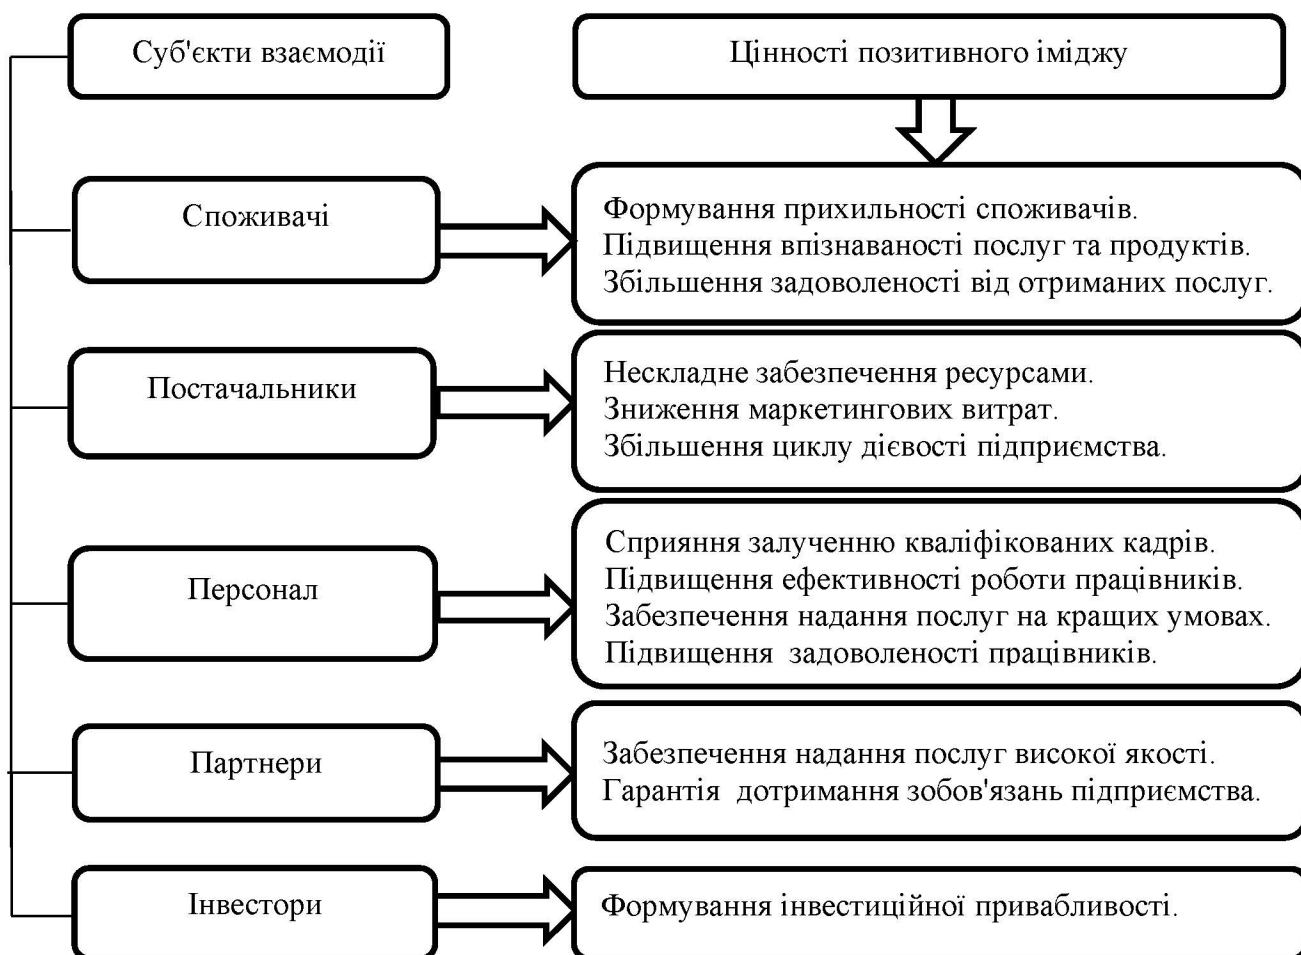 Суб'єкти взаємодії
Цінності позитивного іміджу
Споживачі
Формування прихильності споживачів.
Підвищення впізнаваності послуг та продуктів.
Збільшення задоволеності від отриманих послуг.
Постачальники
Нескладне забезпечення ресурсами.
Зниження маркетингових витрат.
Збільшення циклу дієвості підприємства.
Персонал
Сприяння залученню кваліфікованих кадрів.
Підвищення ефективності роботи працівників.
Забезпечення надання послуг на кращих умовах.
Підвищення  задоволеності працівників.
Партнери
Забезпечення надання послуг високої якості.
Гарантія  дотримання зобов'язань підприємства.
Інвестори
Формування інвестиційної привабливості.